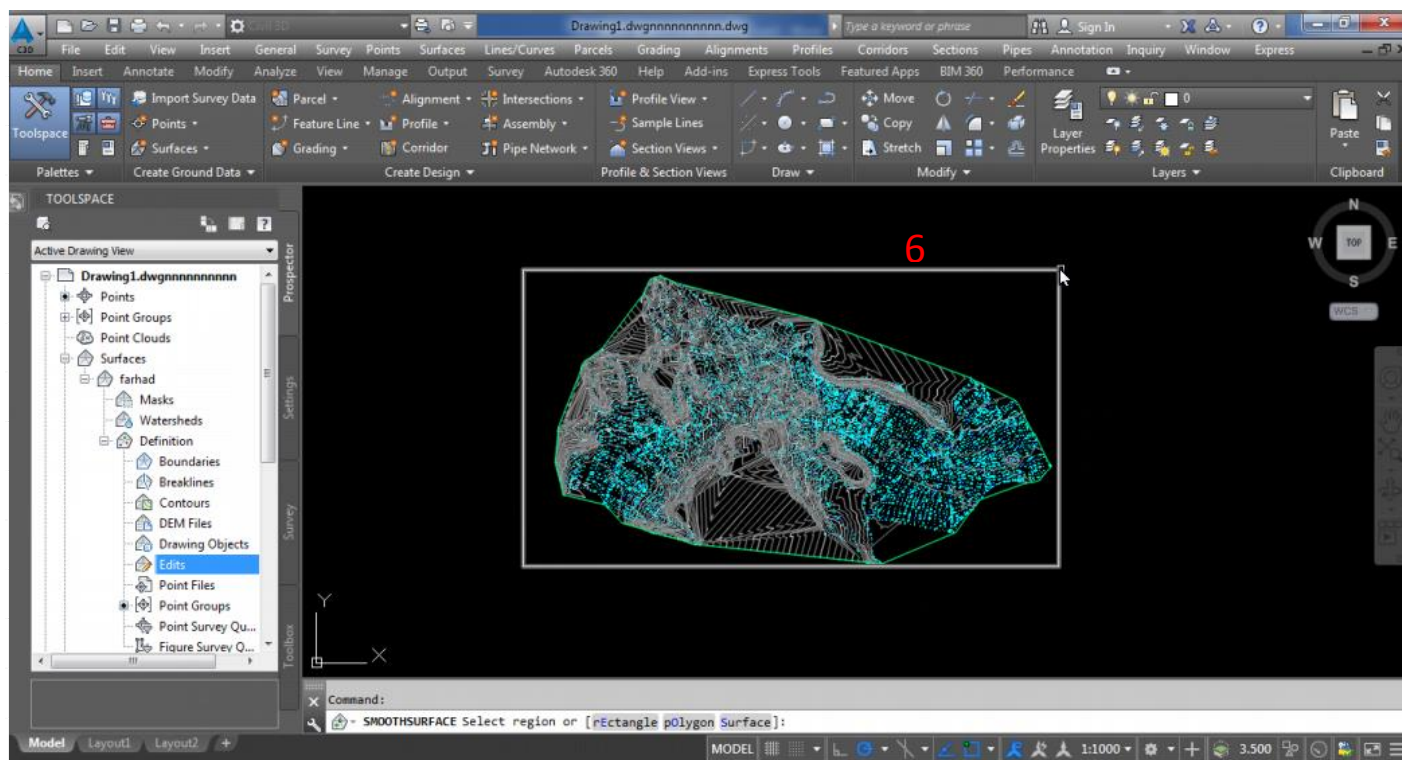 Drawing1.dwgnnnnnnnnnn.dwg Type a keyword or phrase Sign In
C3D File Edit View Insert General Survey Points Surfaces Lines/Curves Parcels Grading Alignments Profiles Corridors Sections Pipes Annotation Inquiry Window Express
Home Insert Annotate Modify Analyze View Manage Output Survey Autodesk 360 Help Add-ins Express Tools Featured Apps BIM 360 Performance
Import Survey Data Parcel Alignment Intersections Profile View Move 0
Toolspace Points Feature Line Profile Assembly Sample Lines Copy Layer Properties Paste
Surfaces Grading Corridor Pipe Network Section Views Stretch
Palettes Create Ground Data Create Design Profile & Section Views Draw Modify Layers Clipboard
TOOLSPACE
Active Drawing View
Drawing1.dwgnnnnnnnnnn
Points
Point Groups
Point Clouds
Surfaces
farhad
Masks
Watersheds
Definition
Boundaries
Breaklines
Contours
DEM Files
Drawing Objects
Edits
Point Files
Point Groups
Point Survey Qu...
Figure Survey Q...
Prospector
Settings
Survey
Toolbox
6
N
W TOP E
S
WCS
Y
X
Command:
SMOOTHSURFACE Select region or [rEctangle pOlygon Surface]:
Model Layout1 Layout2 + MODEL 1:1000 3.500